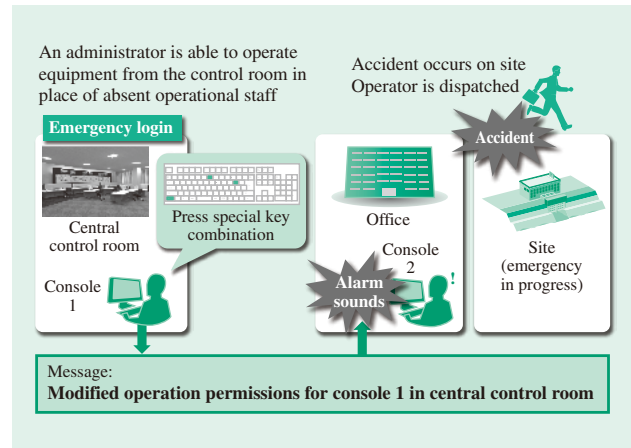 An administrator is able to operate
equipment from the control room in
place of absent operational staff
Accident occurs on site
Operator is dispatched
Emergency login
Accident
Central
control room
Press special key
combination
Console
1
Office
Console
2
Alarm
sounds
!
Site
(emergency
in progress)
Message:
Modified operation permissions for console 1 in central control room